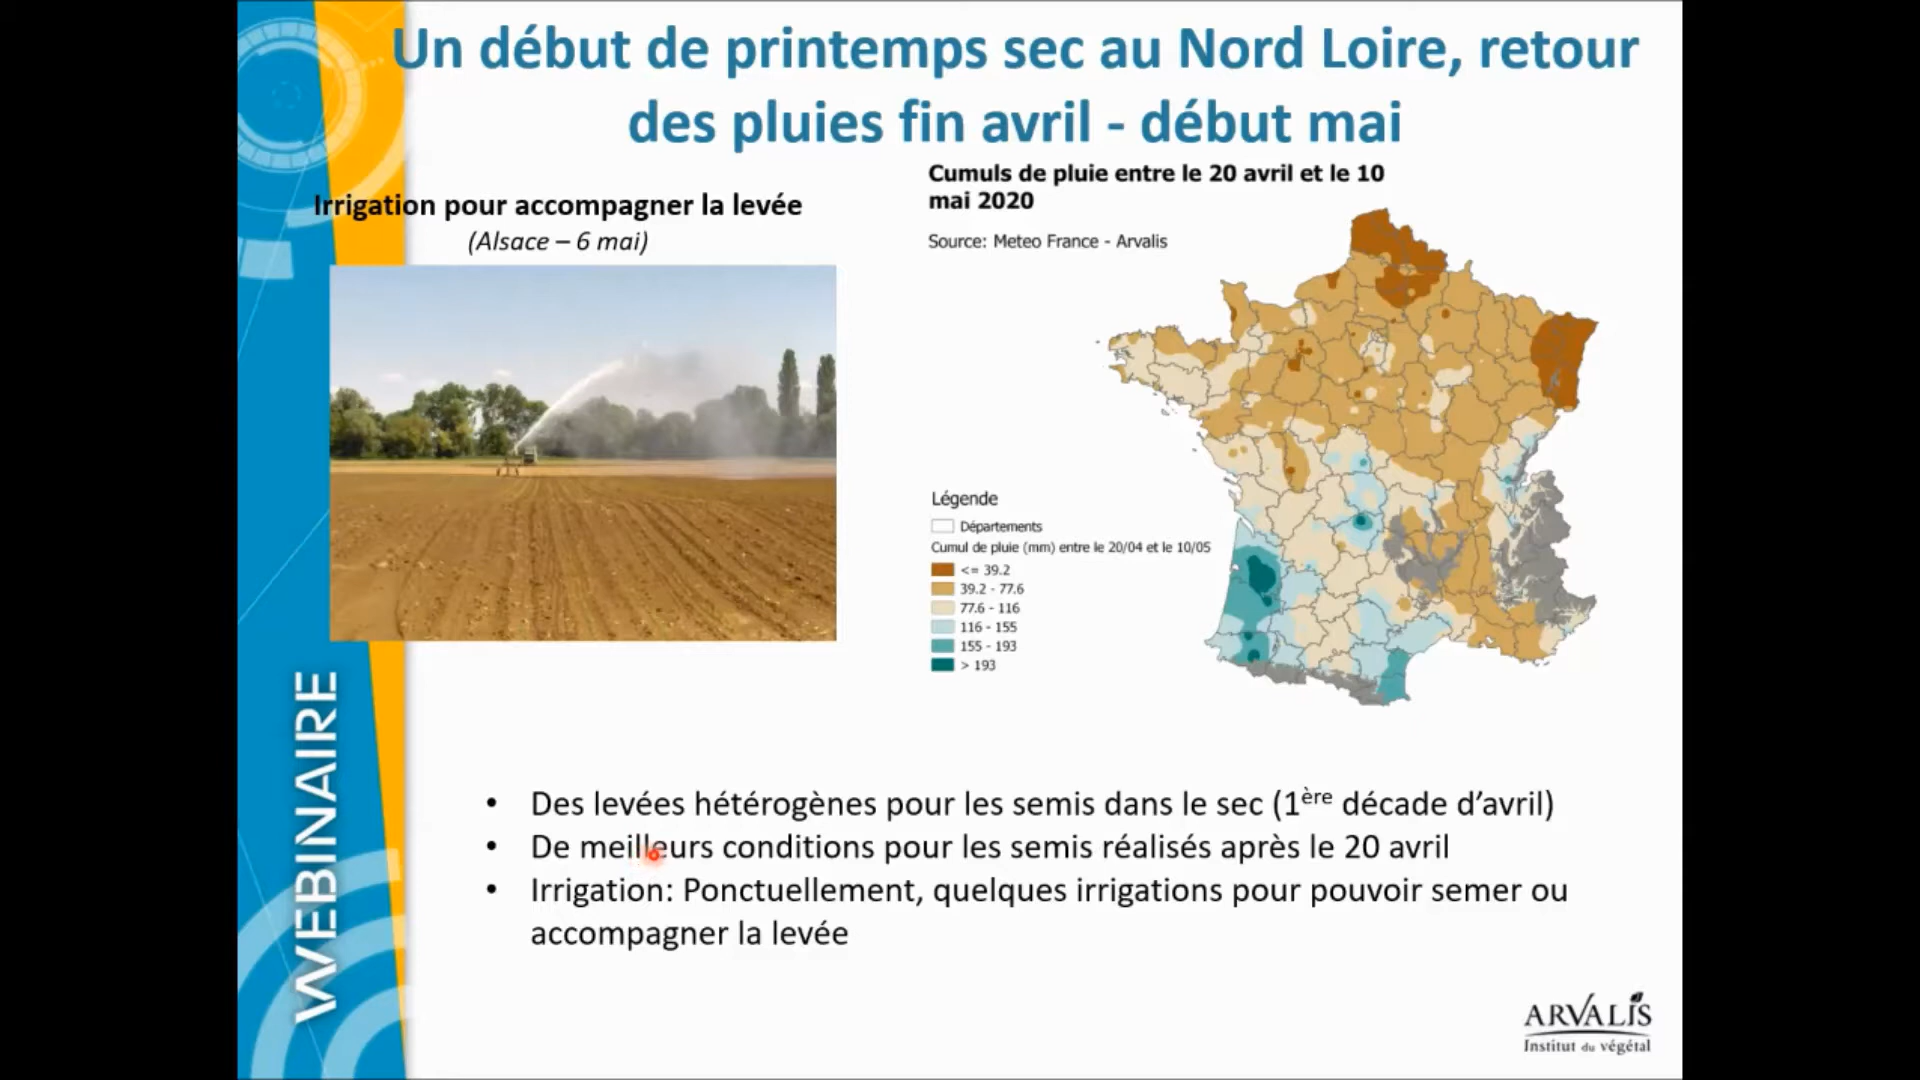 Un début de printemps sec au Nord Loire, retour
des pluies fin avril - début mai
Irrigation pour accompagner la levée
(Alsace – 6 mai)
Cumuls de pluie entre le 20 avril et le 10
mai 2020
Source: Meteo France - Arvalis
Légende
Départements
Cumul de pluie (mm) entre le 20/04 et le 10/05
<= 39.2
39.2 - 77.6
77.6 - 116
116 - 155
155 - 193
> 193
WEBINAIRE
• Des levées hétérogènes pour les semis dans le sec (1ère décade d’avril)
• De meilleurs conditions pour les semis réalisés après le 20 avril
• Irrigation: Ponctuellement, quelques irrigations pour pouvoir semer ou
accompagner la levée
ARVALIS
Institut du végétal